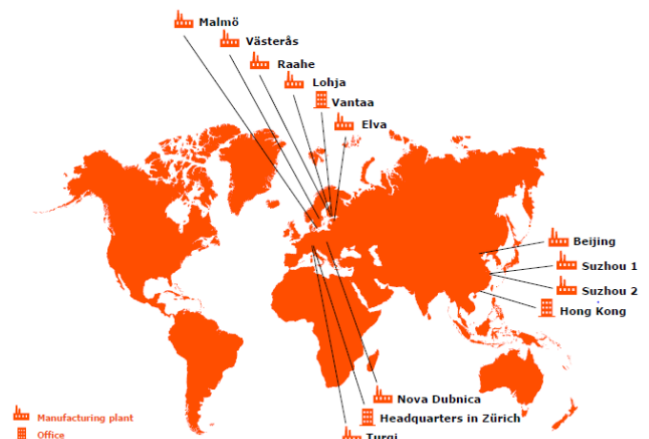 Malmö
Västerås
Raahe
Lohja
Vantaa
Elva
Beijing
Suzhou 1
Suzhou 2
Hong Kong
Nova Dubnica
Headquarters in Zürich
Turgi
Manufacturing plant
Office